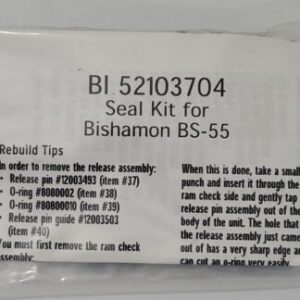 BI 52103704
Seal Kit for
Bishamon BS-55
Rebuild Tips
In order to remove the release assembly:
• Release pin #12003493 (item #37)
• O-ring #8080002 (item #38)
• O-ring #80800010 (item #39)
• Release pin guide #12003503
(item #40)
You must first remove the ram check
assembly:
When this is done, take a small
punch and insert it through the
ram check side and gently tap
release pin assembly out of the
body of the unit. The hole that
the release assembly just came
out of has a very sharp edge a
can cut an o-ring very easily.